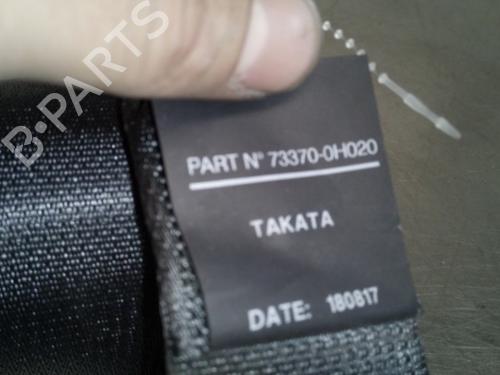 B-PARTS
PART N° 73370-0H020
TAKATA
DATE: 180817